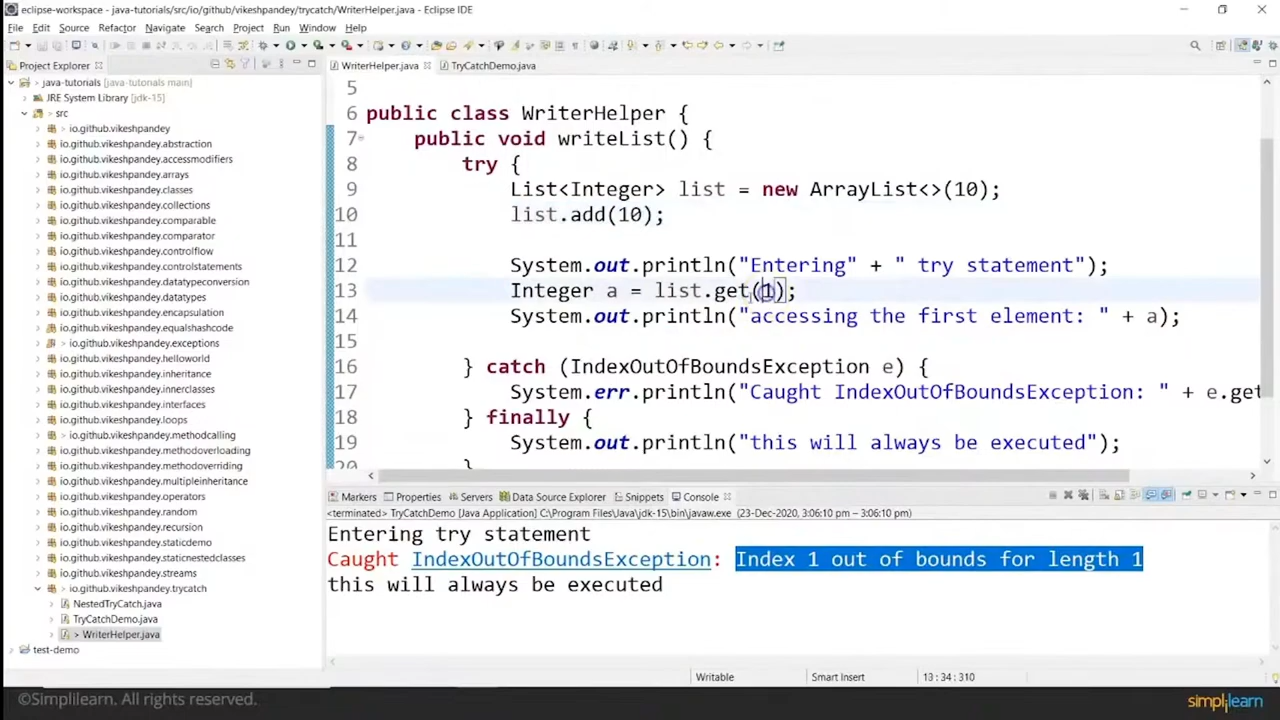 eclipse-workspace - java-tutorials/src/io/github/vikeshpandey/trycatch/WriterHelper.java - Eclipse IDE
File Edit Source Refactor Navigate Search Project Run Window Help
Project Explorer
java-tutorials [java-tutorials main]
JRE System Library [jdk-15]
src
io.github.vikeshpandey
io.github.vikeshpandey.abstraction
io.github.vikeshpandey.accessmodifiers
io.github.vikeshpandey.arrays
io.github.vikeshpandey.classes
io.github.vikeshpandey.collections
io.github.vikeshpandey.comparable
io.github.vikeshpandey.comparator
io.github.vikeshpandey.controlflow
io.github.vikeshpandey.controlstatements
io.github.vikeshpandey.datatypeconversion
io.github.vikeshpandey.datatypes
io.github.vikeshpandey.encapsulation
io.github.vikeshpandey.equalshashcode
io.github.vikeshpandey.exceptions
io.github.vikeshpandey.helloworld
io.github.vikeshpandey.inheritance
io.github.vikeshpandey.innerclasses
io.github.vikeshpandey.interfaces
io.github.vikeshpandey.loops
io.github.vikeshpandey.methodcalling
io.github.vikeshpandey.methodoverloading
io.github.vikeshpandey.methodoverriding
io.github.vikeshpandey.multipleinheritance
io.github.vikeshpandey.operators
io.github.vikeshpandey.random
io.github.vikeshpandey.recursion
io.github.vikeshpandey.staticdemo
io.github.vikeshpandey.staticnestedclasses
io.github.vikeshpandey.streams
io.github.vikeshpandey.trycatch
NestedTryCatch.java
TryCatchDemo.java
> WriterHelper.java
test-demo
WriterHelper.java TryCatchDemo.java
5
6 public class WriterHelper {
7 public void writeList() {
8 try {
9 List<Integer> list = new ArrayList<>(10);
10 list.add(10);
11
12 System.out.println("Entering" + " try statement");
13 Integer a = list.get(1);
14 System.out.println("accessing the first element: " + a);
15
16 } catch (IndexOutOfBoundsException e) {
17 System.err.println("Caught IndexOutOfBoundsException: " + e.get
18 } finally {
19 System.out.println("this will always be executed");
20 }
Markers Properties Servers Data Source Explorer Snippets Console
<terminated> TryCatchDemo [Java Application] C:\Program Files\Java\jdk-15\bin\javaw.exe (23-Dec-2020, 3:06:10 pm – 3:06:10 pm)
Entering try statement
Caught IndexOutOfBoundsException: Index 1 out of bounds for length 1
this will always be executed
Writable Smart Insert 13 : 34 : 310
©Simplilearn. All rights reserved.
simplilearn